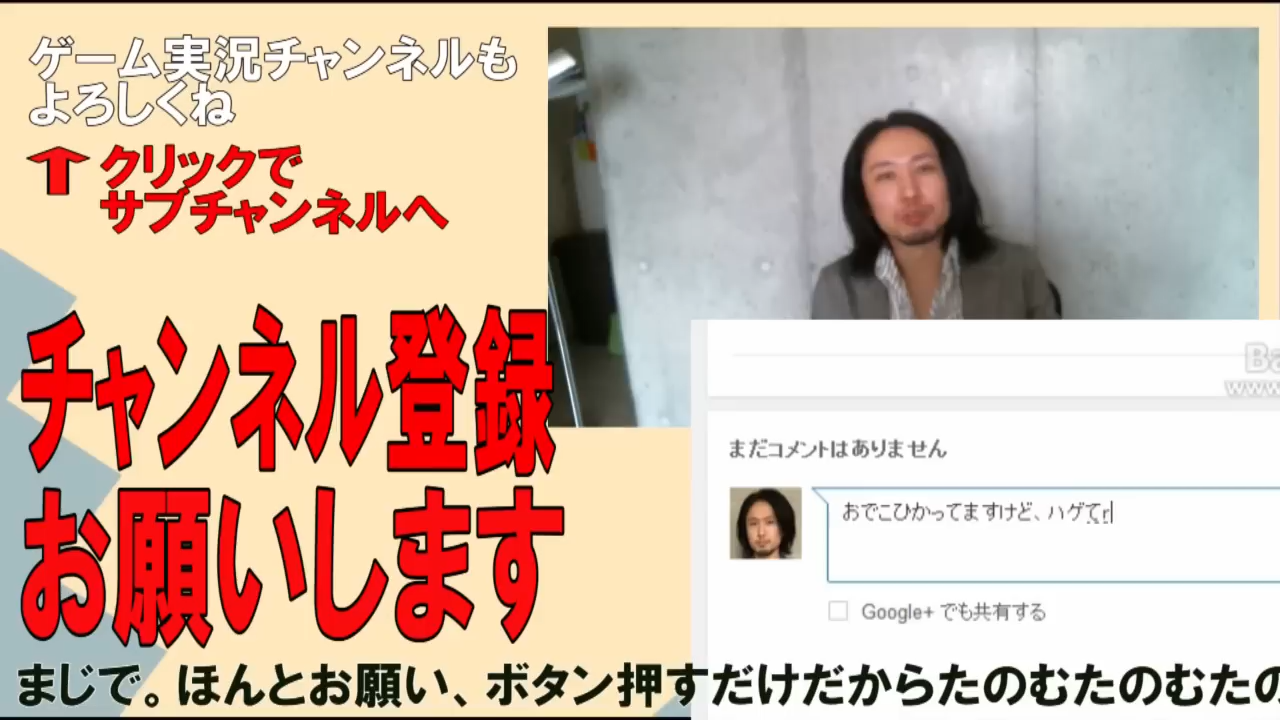 ゲーム実況チャンネルも
よろしくね
クリックで
サブチャンネルへ
チャンネル登録
お願いします
まだコメントはありません
おでこひかってますけど、ハゲてr
Google+ でも共有する
まじで。ほんとお願い、ボタン押すだけだからたのむたのむたの